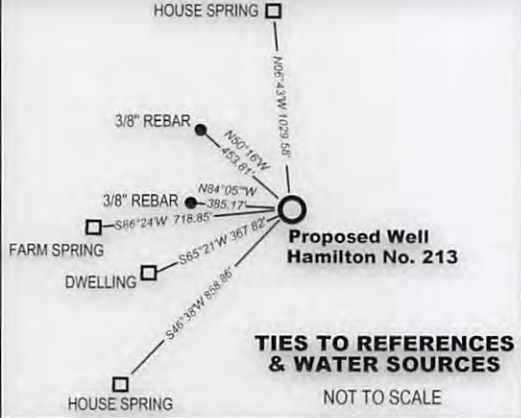 HOUSE SPRING
N06°43'W 1029.58'
3/8" REBAR
N50°16'W
453.81'
3/8" REBAR
N84°05'"W
385.17'
S86°24'W 718.85'
FARM SPRING
S65°21'W 367.82'
DWELLING
Proposed Well
Hamilton No. 213
S46°38'W 858.86'
HOUSE SPRING
TIES TO REFERENCES
& WATER SOURCES
NOT TO SCALE